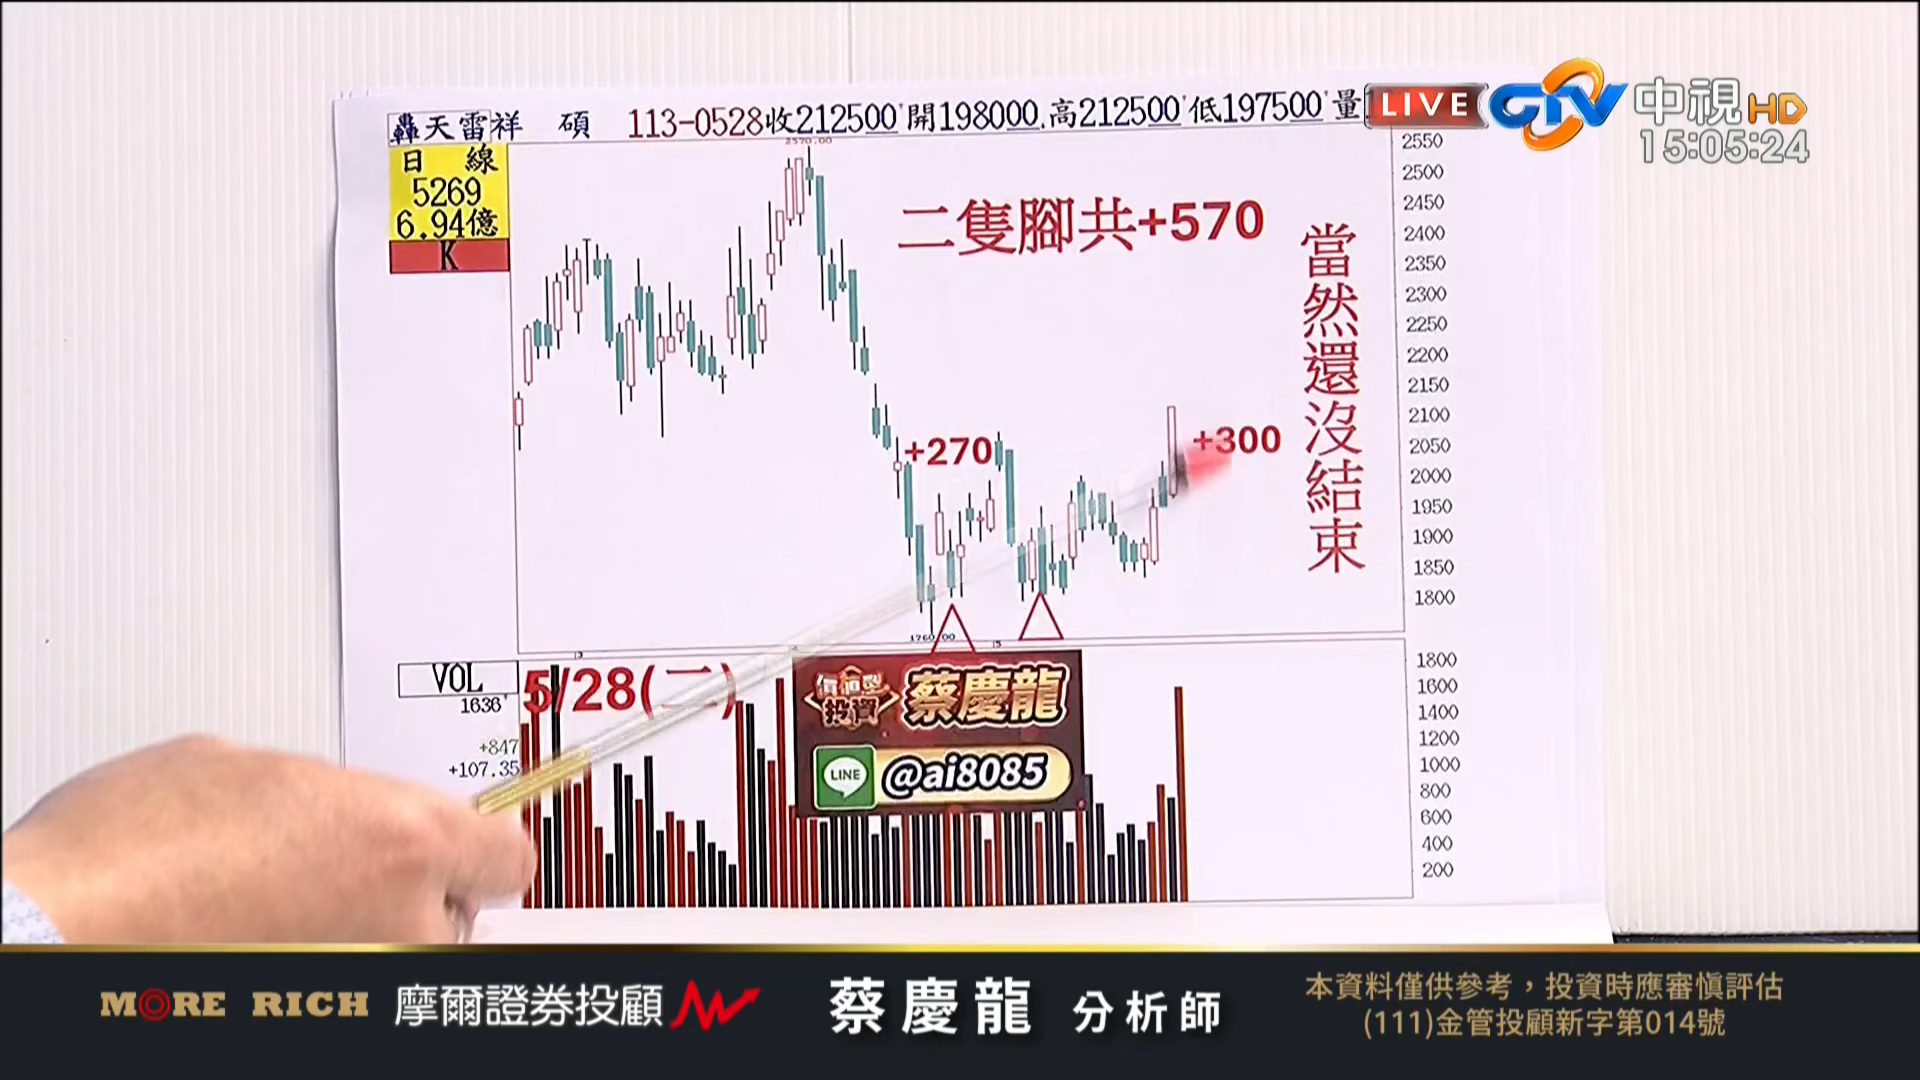 轟天雷祥 碩 113-0528收212500'開198000.高212500'低197500'量
LIVE CTV 中視HD
15:05:24
日 線
5269
6.94億
K
2570.00
二隻腳共+570
當然還沒結束
+270
+300
1760.00
2550
2500
2450
2400
2350
2300
2250
2200
2150
2100
2050
2000
1950
1900
1850
1800
3
5
VOL
1636'
+847
+107.35
5/28(二)
價值型
投資
蔡慶龍
LINE
@ai8085
1800
1600
1400
1200
1000
800
600
400
200
MORE RICH 摩爾證券投顧
蔡慶龍 分析師
本資料僅供參考，投資時應審慎評估
(111)金管投顧新字第014號